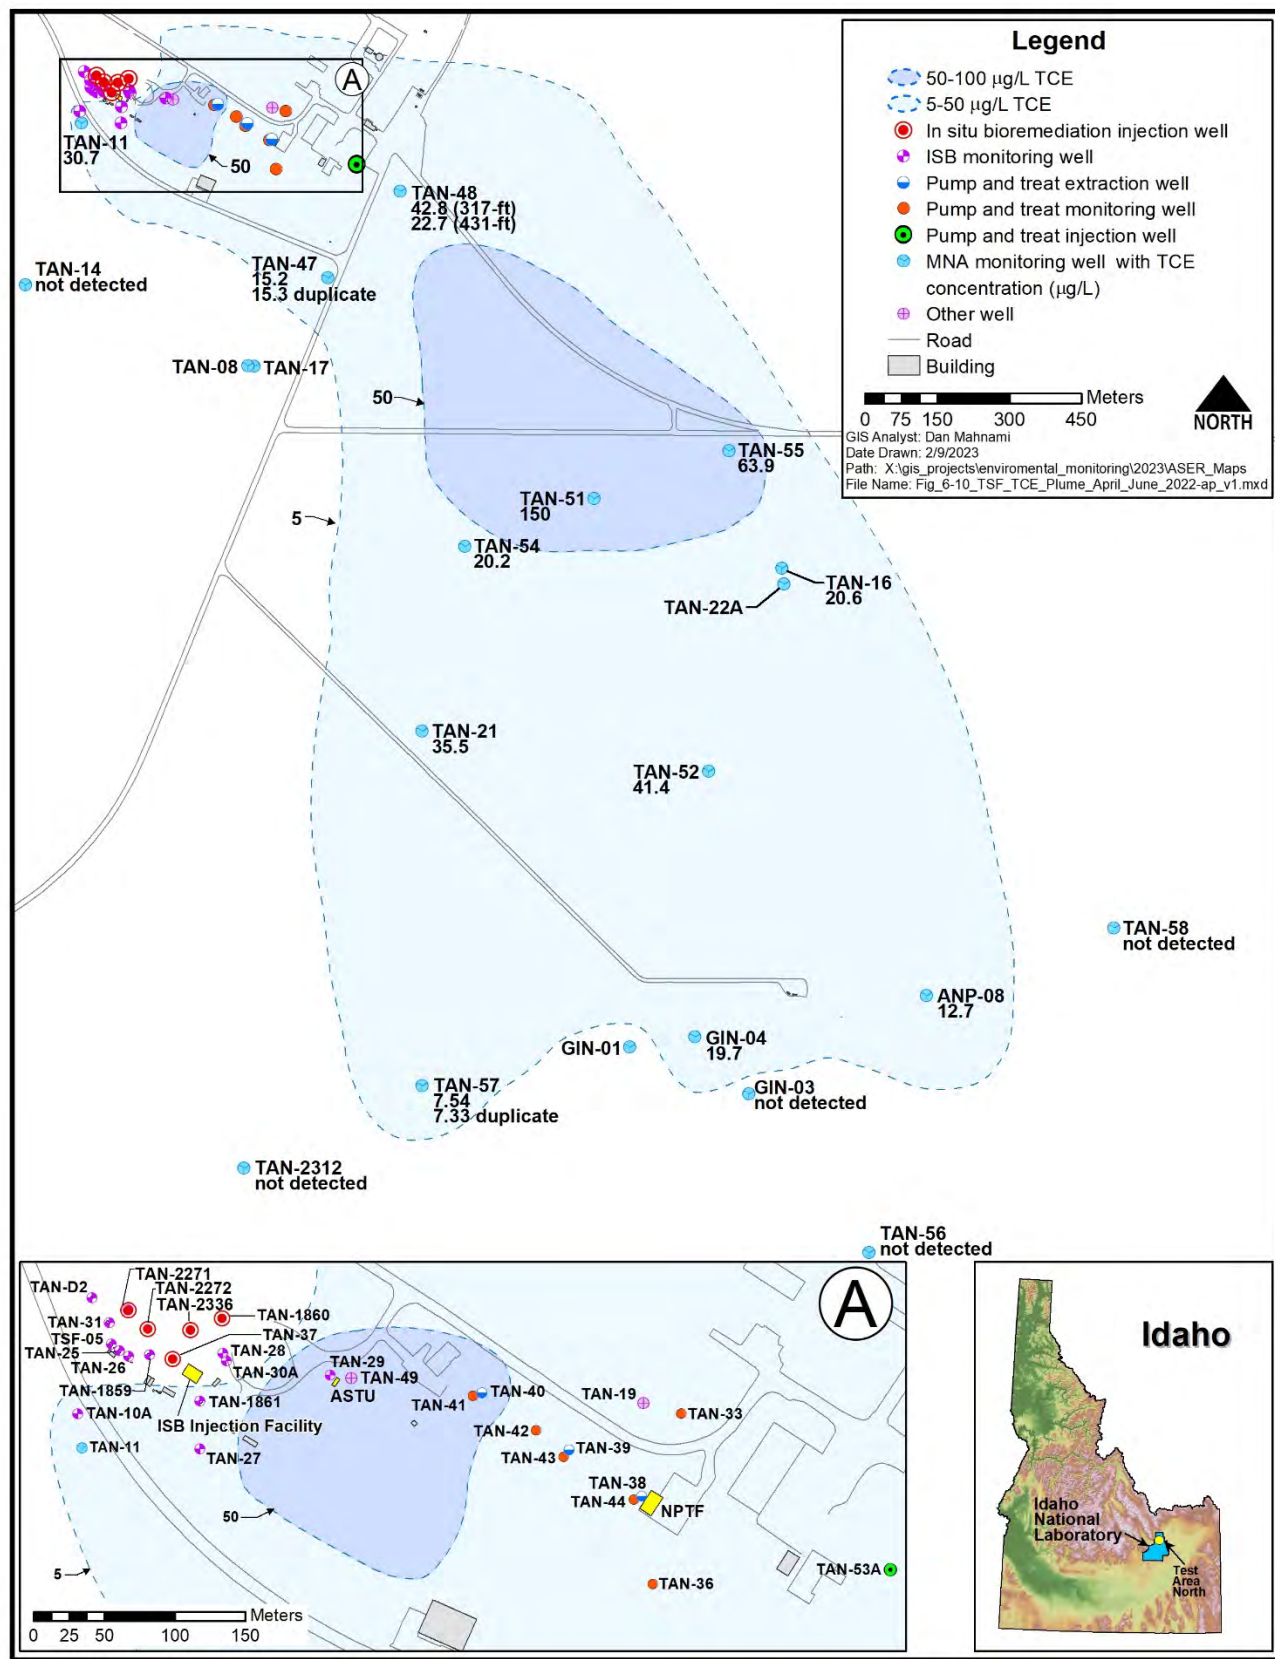 Legend
50-100 µg/L TCE
5-50 µg/L TCE
In situ bioremediation injection well
ISB monitoring well
Pump and treat extraction well
Pump and treat monitoring well
Pump and treat injection well
MNA monitoring well with TCE
concentration (µg/L)
Other well
Road
Building
Meters
0 75 150 300 450
NORTH
GIS Analyst: Dan Mahnami
Date Drawn: 2/9/2023
Path: X:\gis_projects\enviromental_monitoring\2023\ASER_Maps
File Name: Fig_6-10_TSF_TCE_Plume_April_June_2022-ap_v1.mxd
A
TAN-11
30.7
50
TAN-48
42.8 (317-ft)
22.7 (431-ft)
TAN-14
not detected
TAN-47
15.2
15.3 duplicate
TAN-08
TAN-17
50
TAN-55
63.9
TAN-51
150
5
TAN-54
20.2
TAN-16
20.6
TAN-22A
TAN-21
35.5
TAN-52
41.4
TAN-58
not detected
ANP-08
12.7
GIN-04
19.7
GIN-01
TAN-57
7.54
7.33 duplicate
GIN-03
not detected
TAN-2312
not detected
TAN-56
not detected
A
TAN-D2
TAN-2271
TAN-2272
TAN-2336
TAN-1860
TAN-31
TSF-05
TAN-37
TAN-25
TAN-28
TAN-26
TAN-30A
TAN-29
TAN-49
ASTU
TAN-1859
TAN-1861
TAN-10A
ISB Injection Facility
TAN-11
TAN-27
TAN-40
TAN-41
TAN-19
TAN-33
TAN-42
TAN-39
TAN-43
TAN-38
TAN-44
NPTF
50
5
TAN-53A
TAN-36
Meters
0 25 50 100 150
Idaho
Idaho
National
Laboratory
Test
Area
North